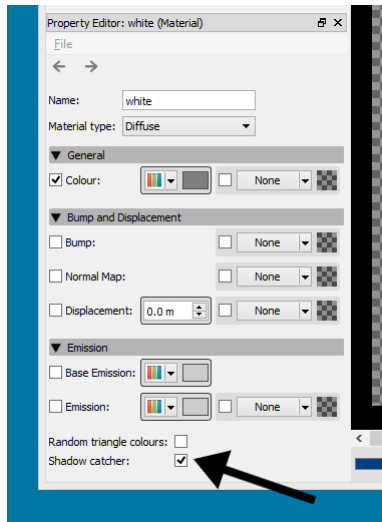 Property Editor: white (Material)
File
Name: white
Material type: Diffuse
General
Colour: None
Bump and Displacement
Bump: None
Normal Map: None
Displacement: 0.0 m None
Emission
Base Emission:
Emission: None
Random triangle colours:
Shadow catcher: